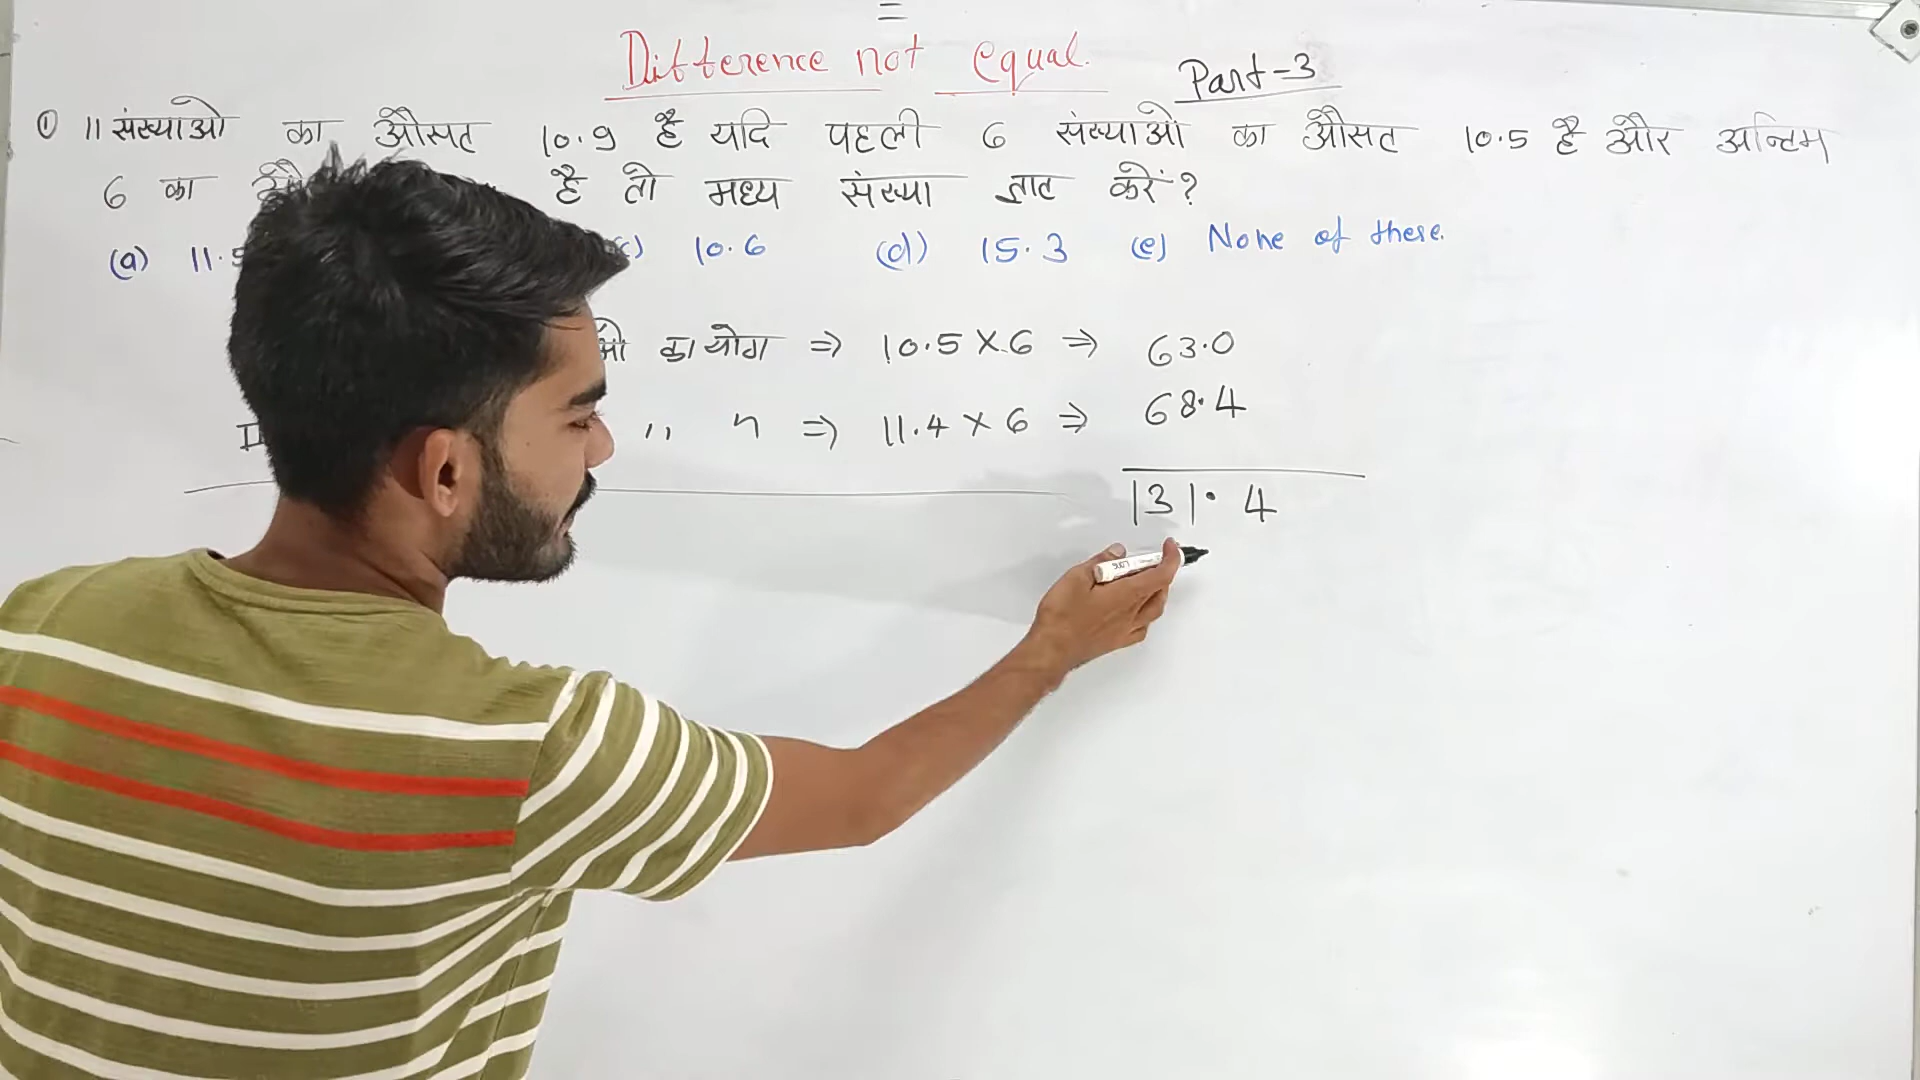 Difference not equal. Part-3
① 11 संख्याओ का औसत 10.9 है यदि पहली 6 संख्याओ का औसत 10.5 है और अन्तिम
6 का है तो मध्य संख्या ज्ञात करें?
(a) 11. (c) 10.6 (d) 15.3 (e) None of these.
का योग ⇒ 10.5 × 6 ⇒ 63.0
,, n ⇒ 11.4 × 6 ⇒ 68.4
131.4